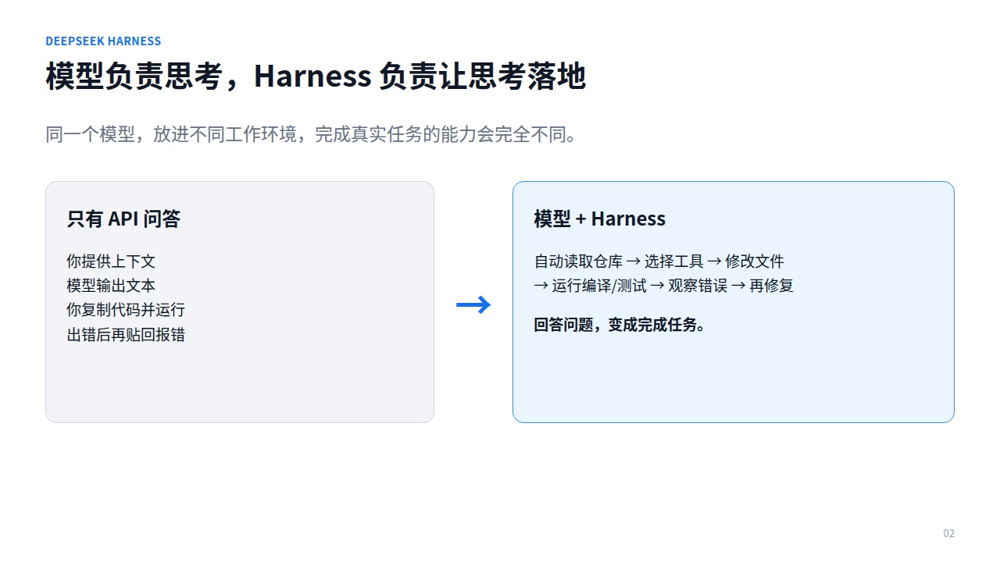 DEEPSEEK HARNESS
模型负责思考，Harness 负责让思考落地
同一个模型，放进不同工作环境，完成真实任务的能力会完全不同。
只有 API 问答
你提供上下文
模型输出文本
你复制代码并运行
出错后再贴回报错
→
模型 + Harness
自动读取仓库 → 选择工具 → 修改文件
→ 运行编译/测试 → 观察错误 → 再修复
回答问题，变成完成任务。
02